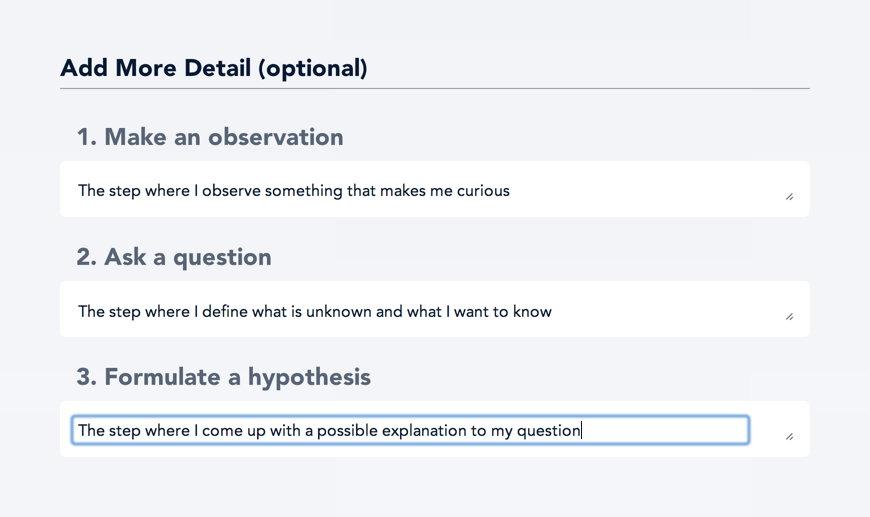 Add More Detail (optional)
1. Make an observation
The step where I observe something that makes me curious
2. Ask a question
The step where I define what is unknown and what I want to know
3. Formulate a hypothesis
The step where I come up with a possible explanation to my question